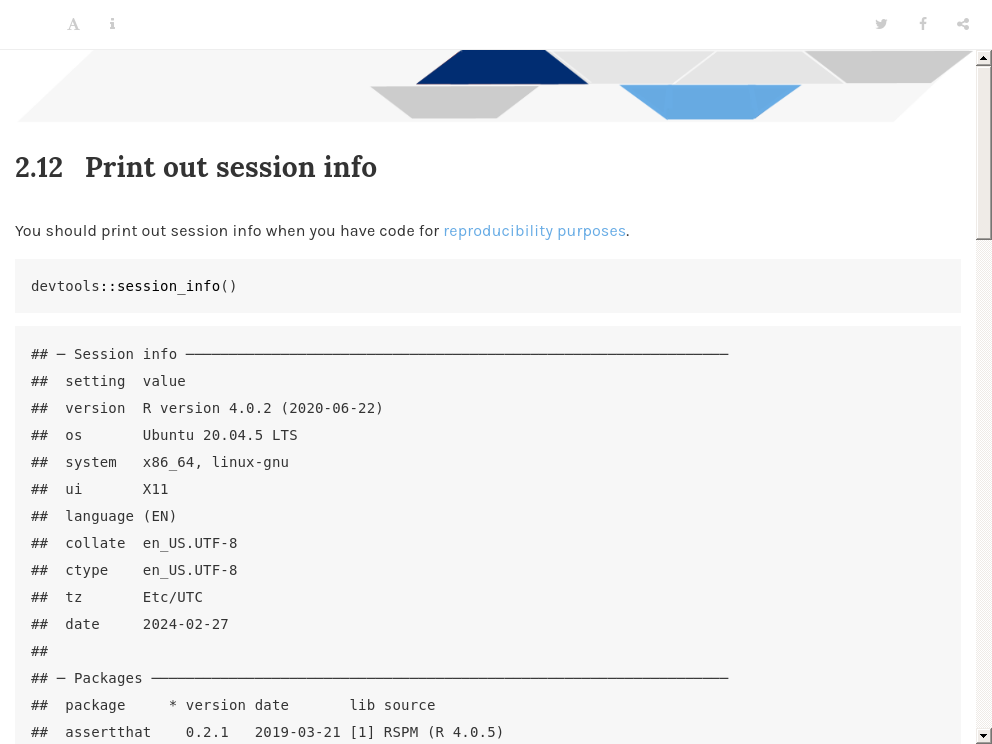 A i
2.12 Print out session info
You should print out session info when you have code for reproducibility purposes.
devtools::session_info()
## ─ Session info ───────────────────────────────────────────────────────────────
##  setting  value
##  version  R version 4.0.2 (2020-06-22)
##  os       Ubuntu 20.04.5 LTS
##  system   x86_64, linux-gnu
##  ui       X11
##  language (EN)
##  collate  en_US.UTF-8
##  ctype    en_US.UTF-8
##  tz       Etc/UTC
##  date     2024-02-27
##
## ─ Packages ───────────────────────────────────────────────────────────────────
##  package     * version date       lib source
##  assertthat    0.2.1   2019-03-21 [1] RSPM (R 4.0.5)